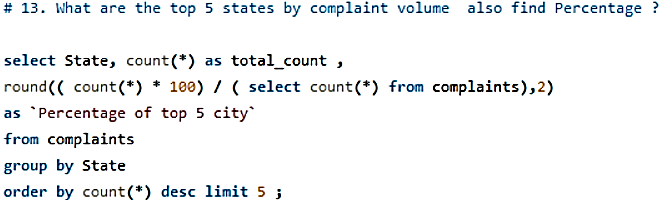 # 13. What are the top 5 states by complaint volume  also find Percentage ?
select State, count(*) as total_count ,
round(( count(*) * 100) / ( select count(*) from complaints),2)
as `Percentage of top 5 city`
from complaints
group by State
order by count(*) desc limit 5 ;